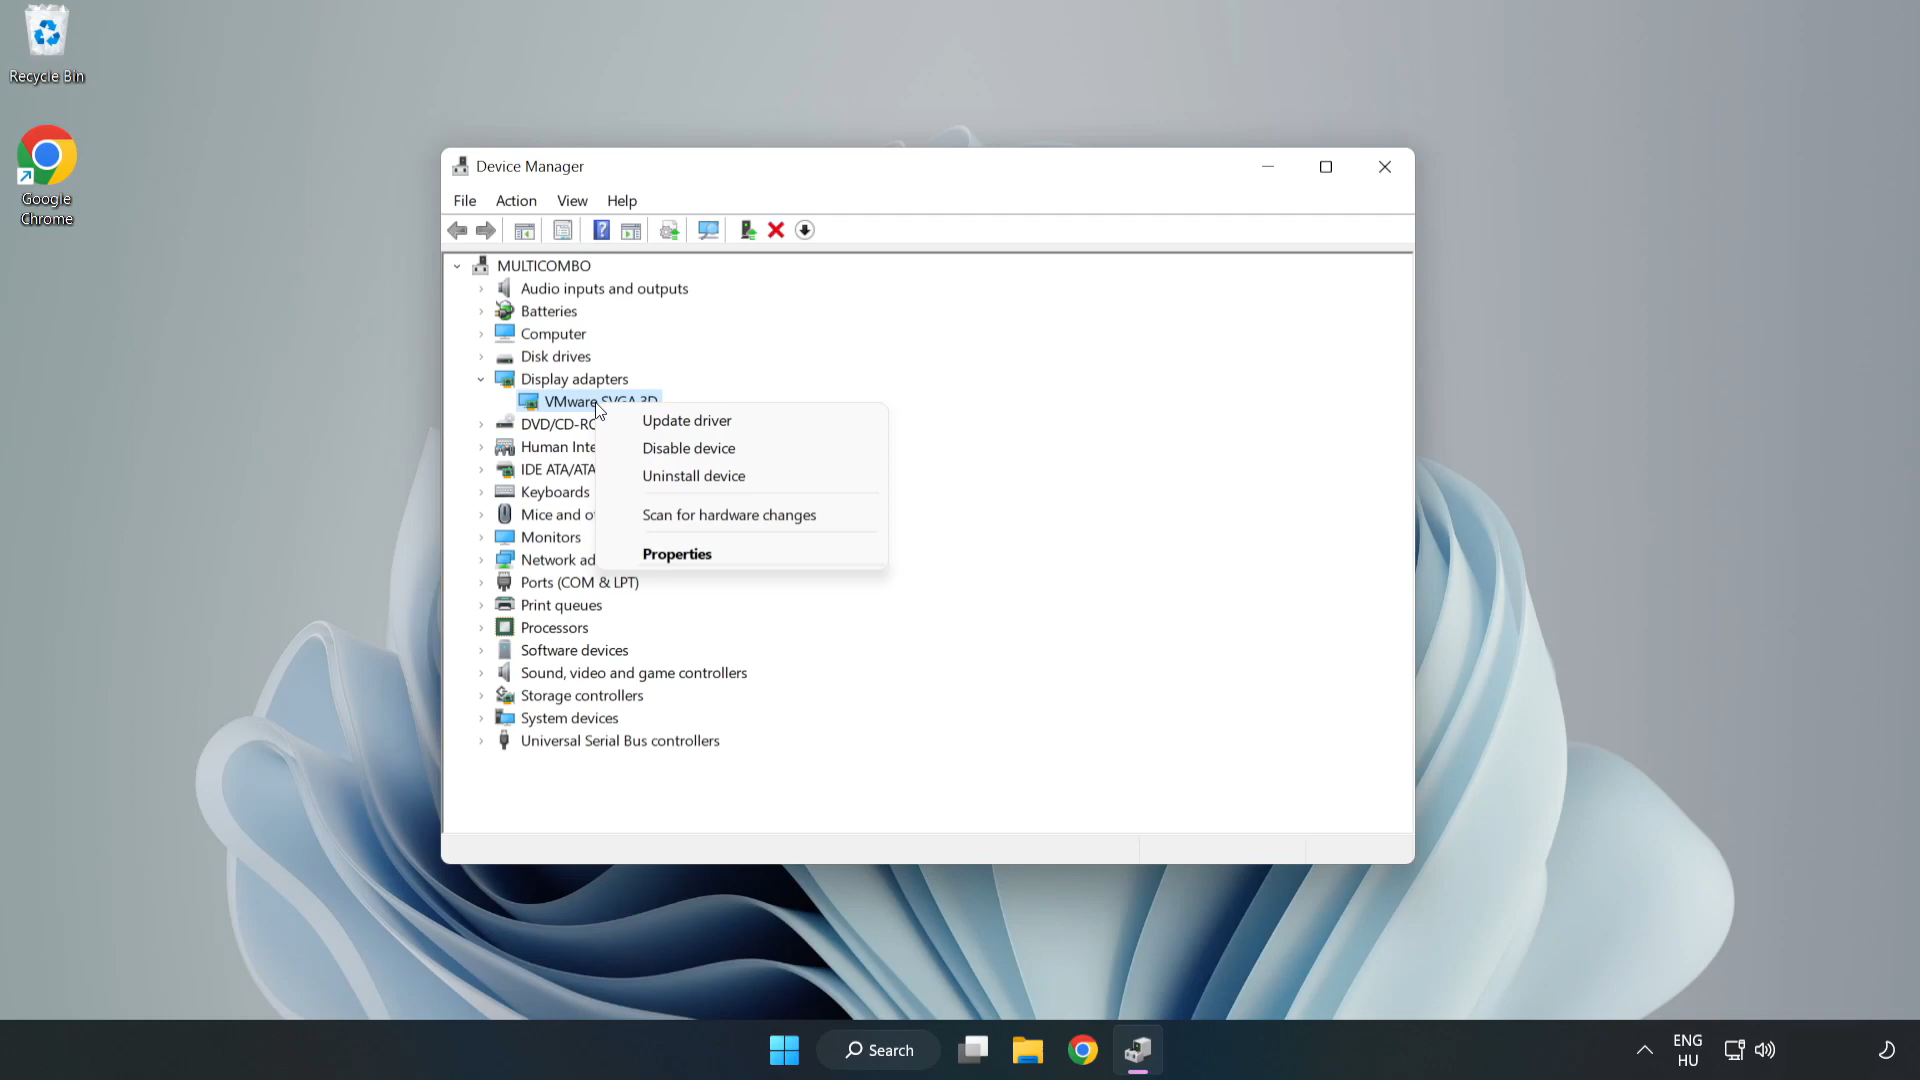 Recycle Bin
Google
Chrome
Device Manager
File Action View Help
MULTICOMBO
Audio inputs and outputs
Batteries
Computer
Disk drives
Display adapters
VMware SVGA 3D
DVD/CD-RO
Human Inte
IDE ATA/ATA
Keyboards
Mice and o
Monitors
Network ad
Ports (COM & LPT)
Print queues
Processors
Software devices
Sound, video and game controllers
Storage controllers
System devices
Universal Serial Bus controllers
Update driver
Disable device
Uninstall device
Scan for hardware changes
Properties
Search
ENG
HU